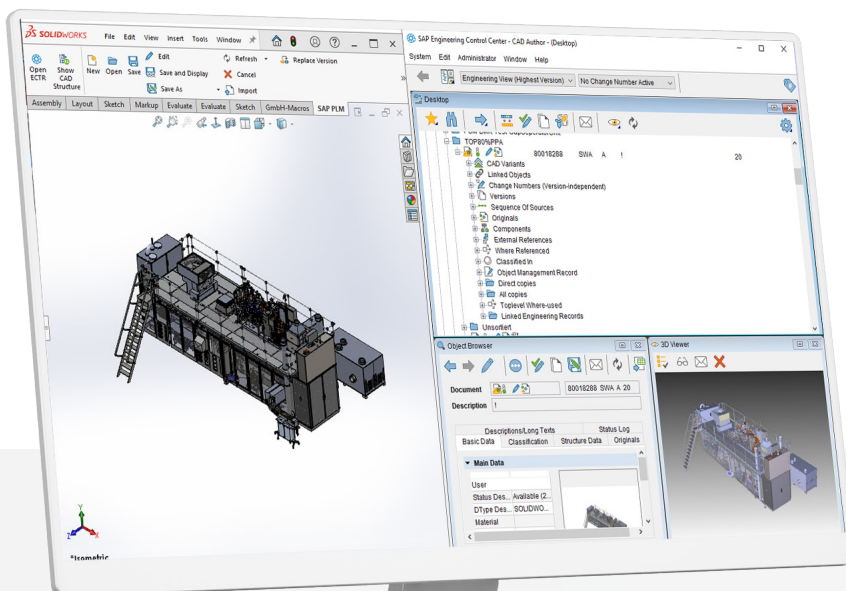 SOLIDWORKS File Edit View Insert Tools Window
Open ECTR
Show CAD Structure
New Open Save
Edit
Save and Display
Save As
Refresh
Cancel
Import
Replace Version
Assembly Layout Sketch Markup Evaluate Evaluate Sketch GmbH-Macros SAP PLM
Y
Z X
*Isometric
SAP Engineering Control Center - CAD Author - (Desktop)
System Edit Administrator Window Help
Engineering View (Highest Version) No Change Number Active
Desktop
TOP80%PPA
80018288 SWA A ! 20
CAD Variants
Linked Objects
Change Numbers (Version-independent)
Versions
Sequence Of Sources
Originals
Components
External References
Where Referenced
Classified In
Object Management Record
Direct copies
All copies
Toplevel Where-used
Linked Engineering Records
Unsortiert
Object Browser
Document 80018288 SWA A 20
Description !
Descriptions/Long Texts Status Log
Basic Data Classification Structure Data Originals
Main Data
User
Status Des... Available (2...
DType Des... SOLIDWO...
Material
3D Viewer